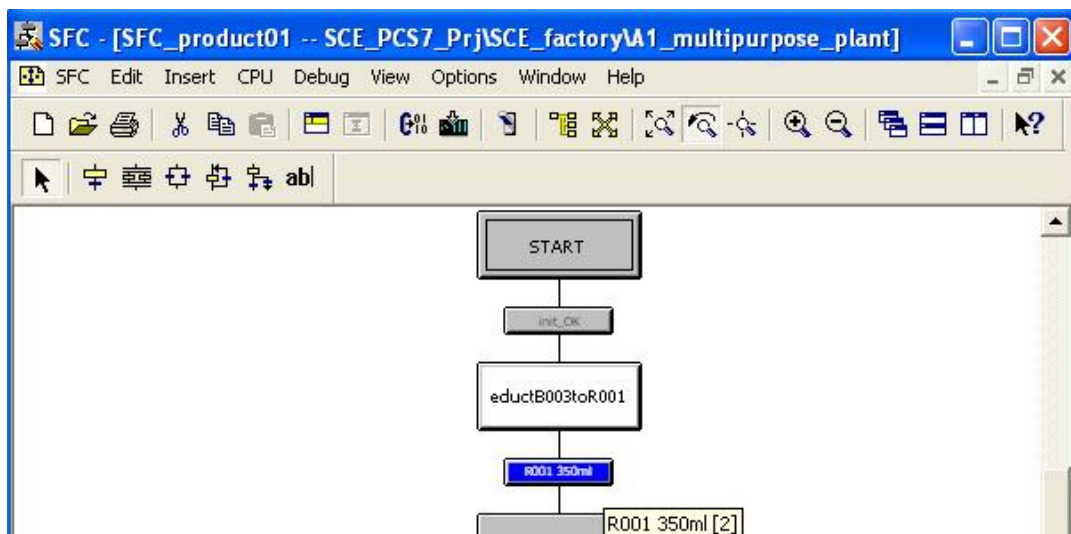 SFC - [SFC_product01 -- SCE_PCS7_Prj\SCE_factory\A1_multipurpose_plant]
SFC Edit Insert CPU Debug View Options Window Help
ab
START
init_OK
eductB003toR001
R001 350ml
R001 350ml [2]